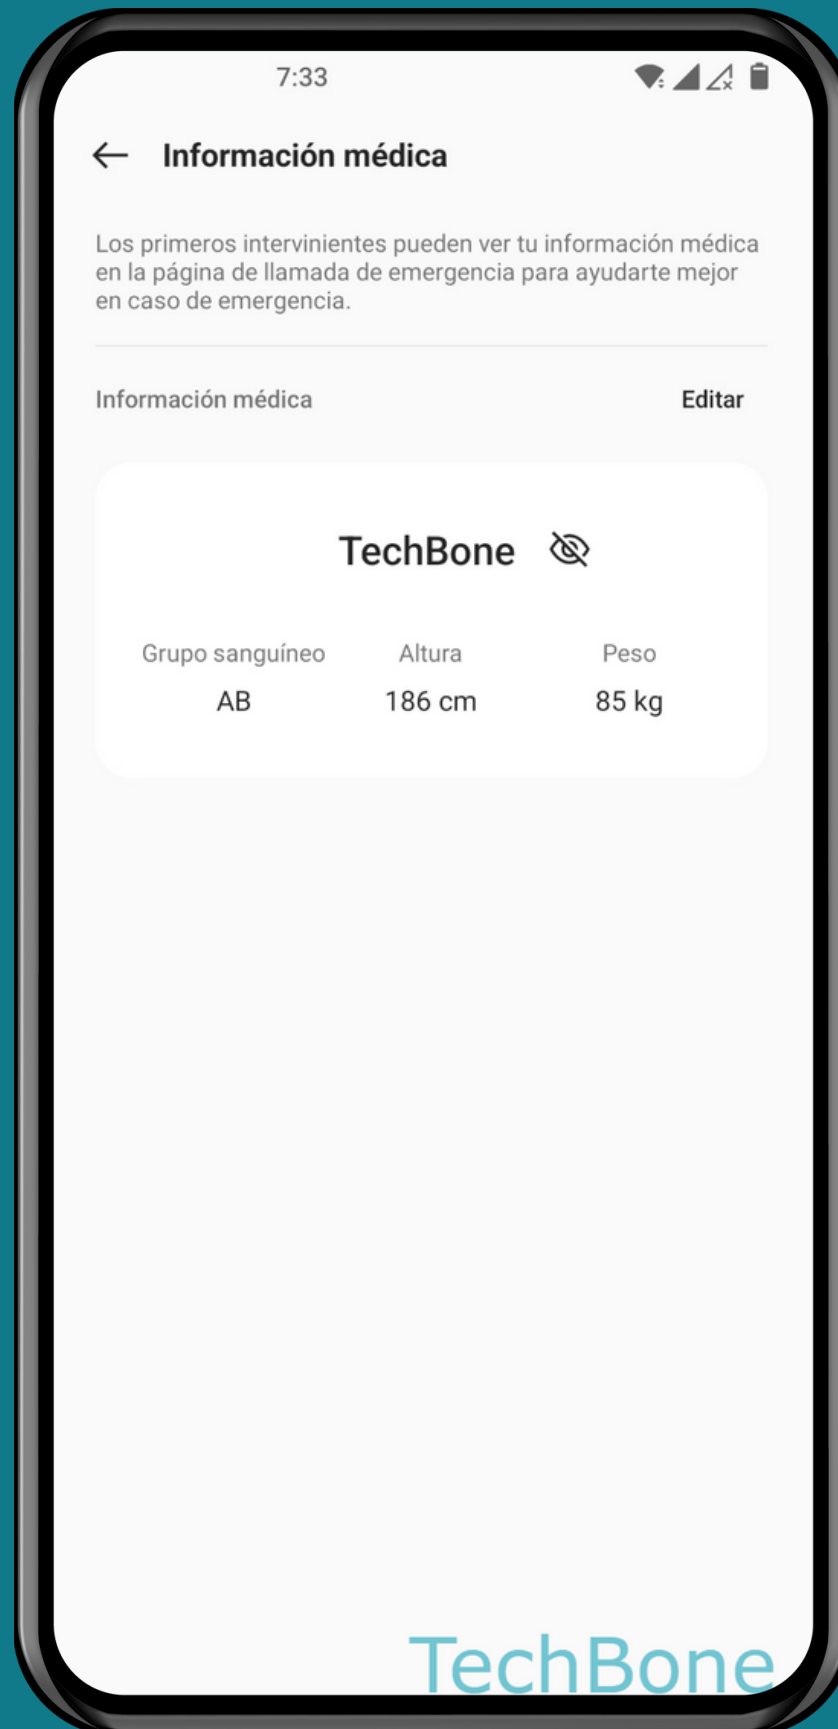 7:33
Información médica
Los primeros intervinientes pueden ver tu información médica
en la página de llamada de emergencia para ayudarte mejor
en caso de emergencia.
Información médica Editar
TechBone
Grupo sanguíneo Altura Peso
AB 186 cm 85 kg
TechBone